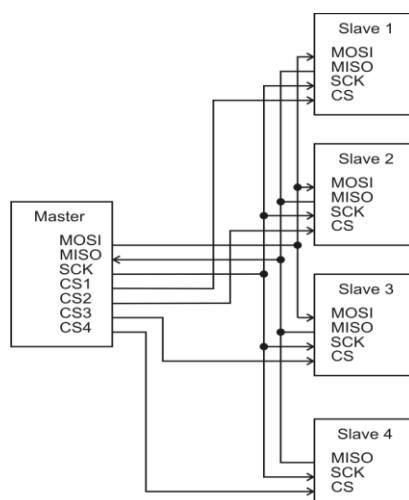 Slave 1
MOSI
MISO
SCK
CS
Slave 2
MOSI
MISO
SCK
CS
Master
MOSI
MISO
SCK
CS1
CS2
CS3
CS4
Slave 3
MOSI
MISO
SCK
CS
Slave 4
MISO
SCK
CS